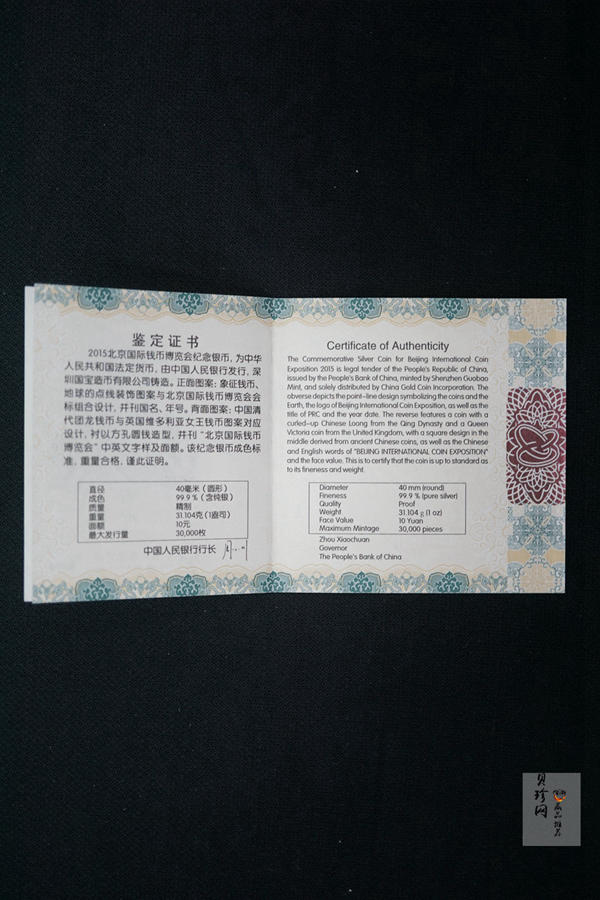 鉴定证书
2015北京国际钱币博览会纪念银币，为中华
人民共和国法定货币，由中国人民银行发行，深
圳国宝造币有限公司铸造。正面图案：象征钱币、
地球的点线装饰图案与北京国际钱币博览会会
标组合设计，并刊国名、年号。背面图案：中国清
代团龙钱币与英国维多利亚女王钱币图案对应
设计，衬以方孔圆钱造型，并刊“北京国际钱币
博览会”中英文字样及面额。该纪念银币成色标
准，重量合格，谨此证明。
直径 40毫米（圆形）
成色 99.9％（含纯银）
质量 精制
重量 31.104克(1盎司)
面额 10元
最大发行量 30,000枚
中国人民银行行长
Certificate of Authenticity
The Commemorative Silver Coin for Beijing International Coin
Exposition 2015 is legal tender of the People's Republic of China,
issued by the People's Bank of China, minted by Shenzhen Guobao
Mint, and solely distributed by China Gold Coin Incorporation. The
obverse depicts the point-line design symbolizing the coins and the
Earth, the logo of Beijing International Coin Exposition, as well as the
title of PRC and the year date. The reverse features a coin with a
curled-up Chinese Loong from the Qing Dynasty and a Queen
Victoria coin from the United Kingdom, with a square design in the
middle derived from ancient Chinese coins, as well as the Chinese
and English words of "BEIJING INTERNATIONAL COIN EXPOSITION"
and the face value. This is to certify that the coin is up to standard as
to its fineness and weight.
Diameter 40 mm (round)
Fineness 99.9 % (pure silver)
Quality Proof
Weight 31.104 g (1 oz)
Face Value 10 Yuan
Maximum Mintage 30,000 pieces
Zhou Xiaochuan
Governor
The People's Bank of China
贝珍网
藏品推荐